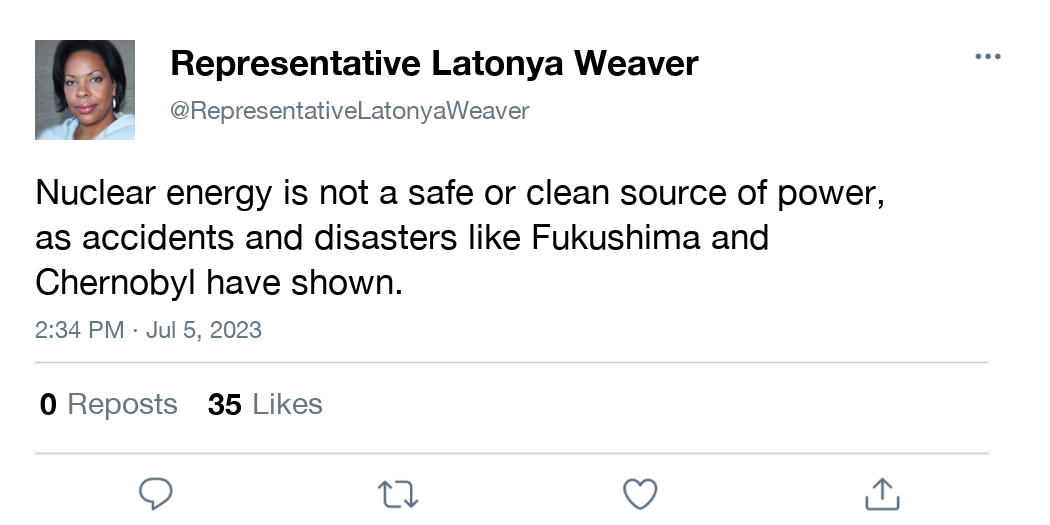 Representative Latonya Weaver
@RepresentativeLatonyaWeaver
Nuclear energy is not a safe or clean source of power,
as accidents and disasters like Fukushima and
Chernobyl have shown.
2:34 PM · Jul 5, 2023
0 Reposts 35 Likes